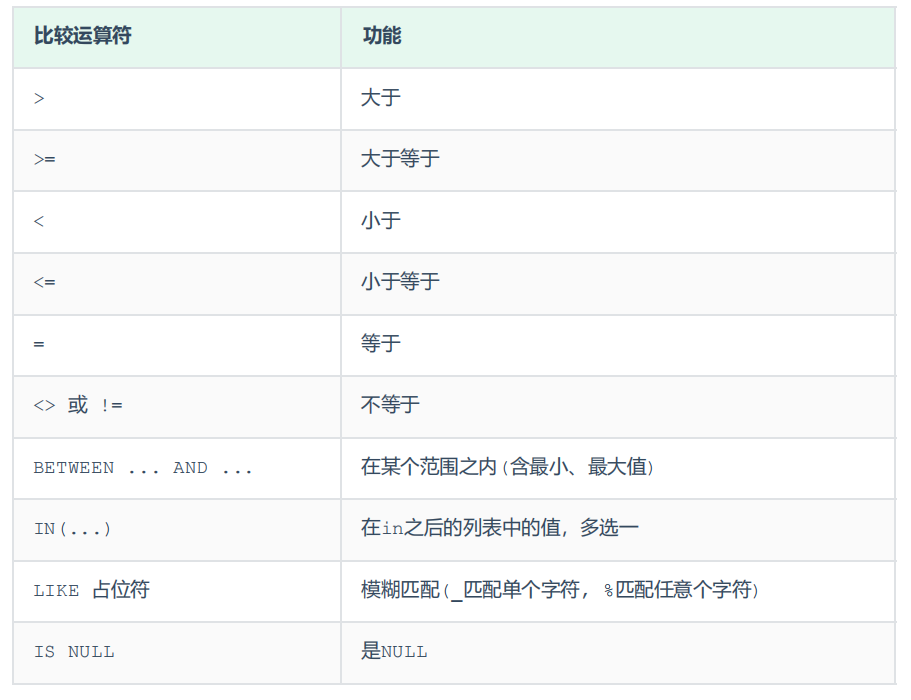 比较运算符 功能
> 大于
>= 大于等于
< 小于
<= 小于等于
= 等于
<> 或 != 不等于
BETWEEN ... AND ... 在某个范围之内(含最小、最大值)
IN(...) 在in之后的列表中的值，多选一
LIKE 占位符 模糊匹配(_匹配单个字符, %匹配任意个字符)
IS NULL 是NULL